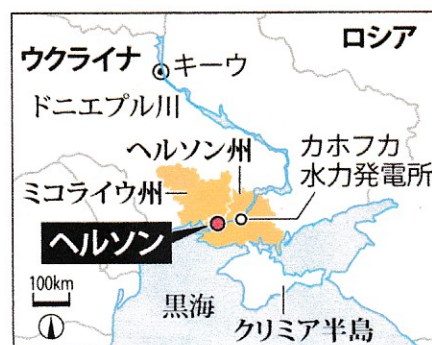 ロシア
ウクライナ
キーウ
ドニエプル川
ヘルソン州
カホフカ
水力発電所
ミコライウ州
ヘルソン
100km
黒海
クリミア半島